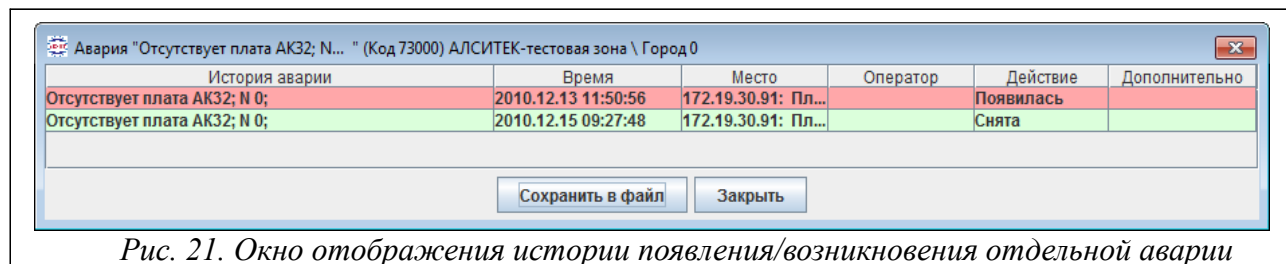 Авария "Отсутствует плата АК32; N... " (Код 73000) АЛСИТЕК-тестовая зона \ Город 0
История аварии Время Место Оператор Действие Дополнительно
Отсутствует плата АК32; N 0; 2010.12.13 11:50:56 172.19.30.91: Пл... Появилась
Отсутствует плата АК32; N 0; 2010.12.15 09:27:48 172.19.30.91: Пл... Снята
Сохранить в файл Закрыть
Рис. 21. Окно отображения истории появления/возникновения отдельной аварии